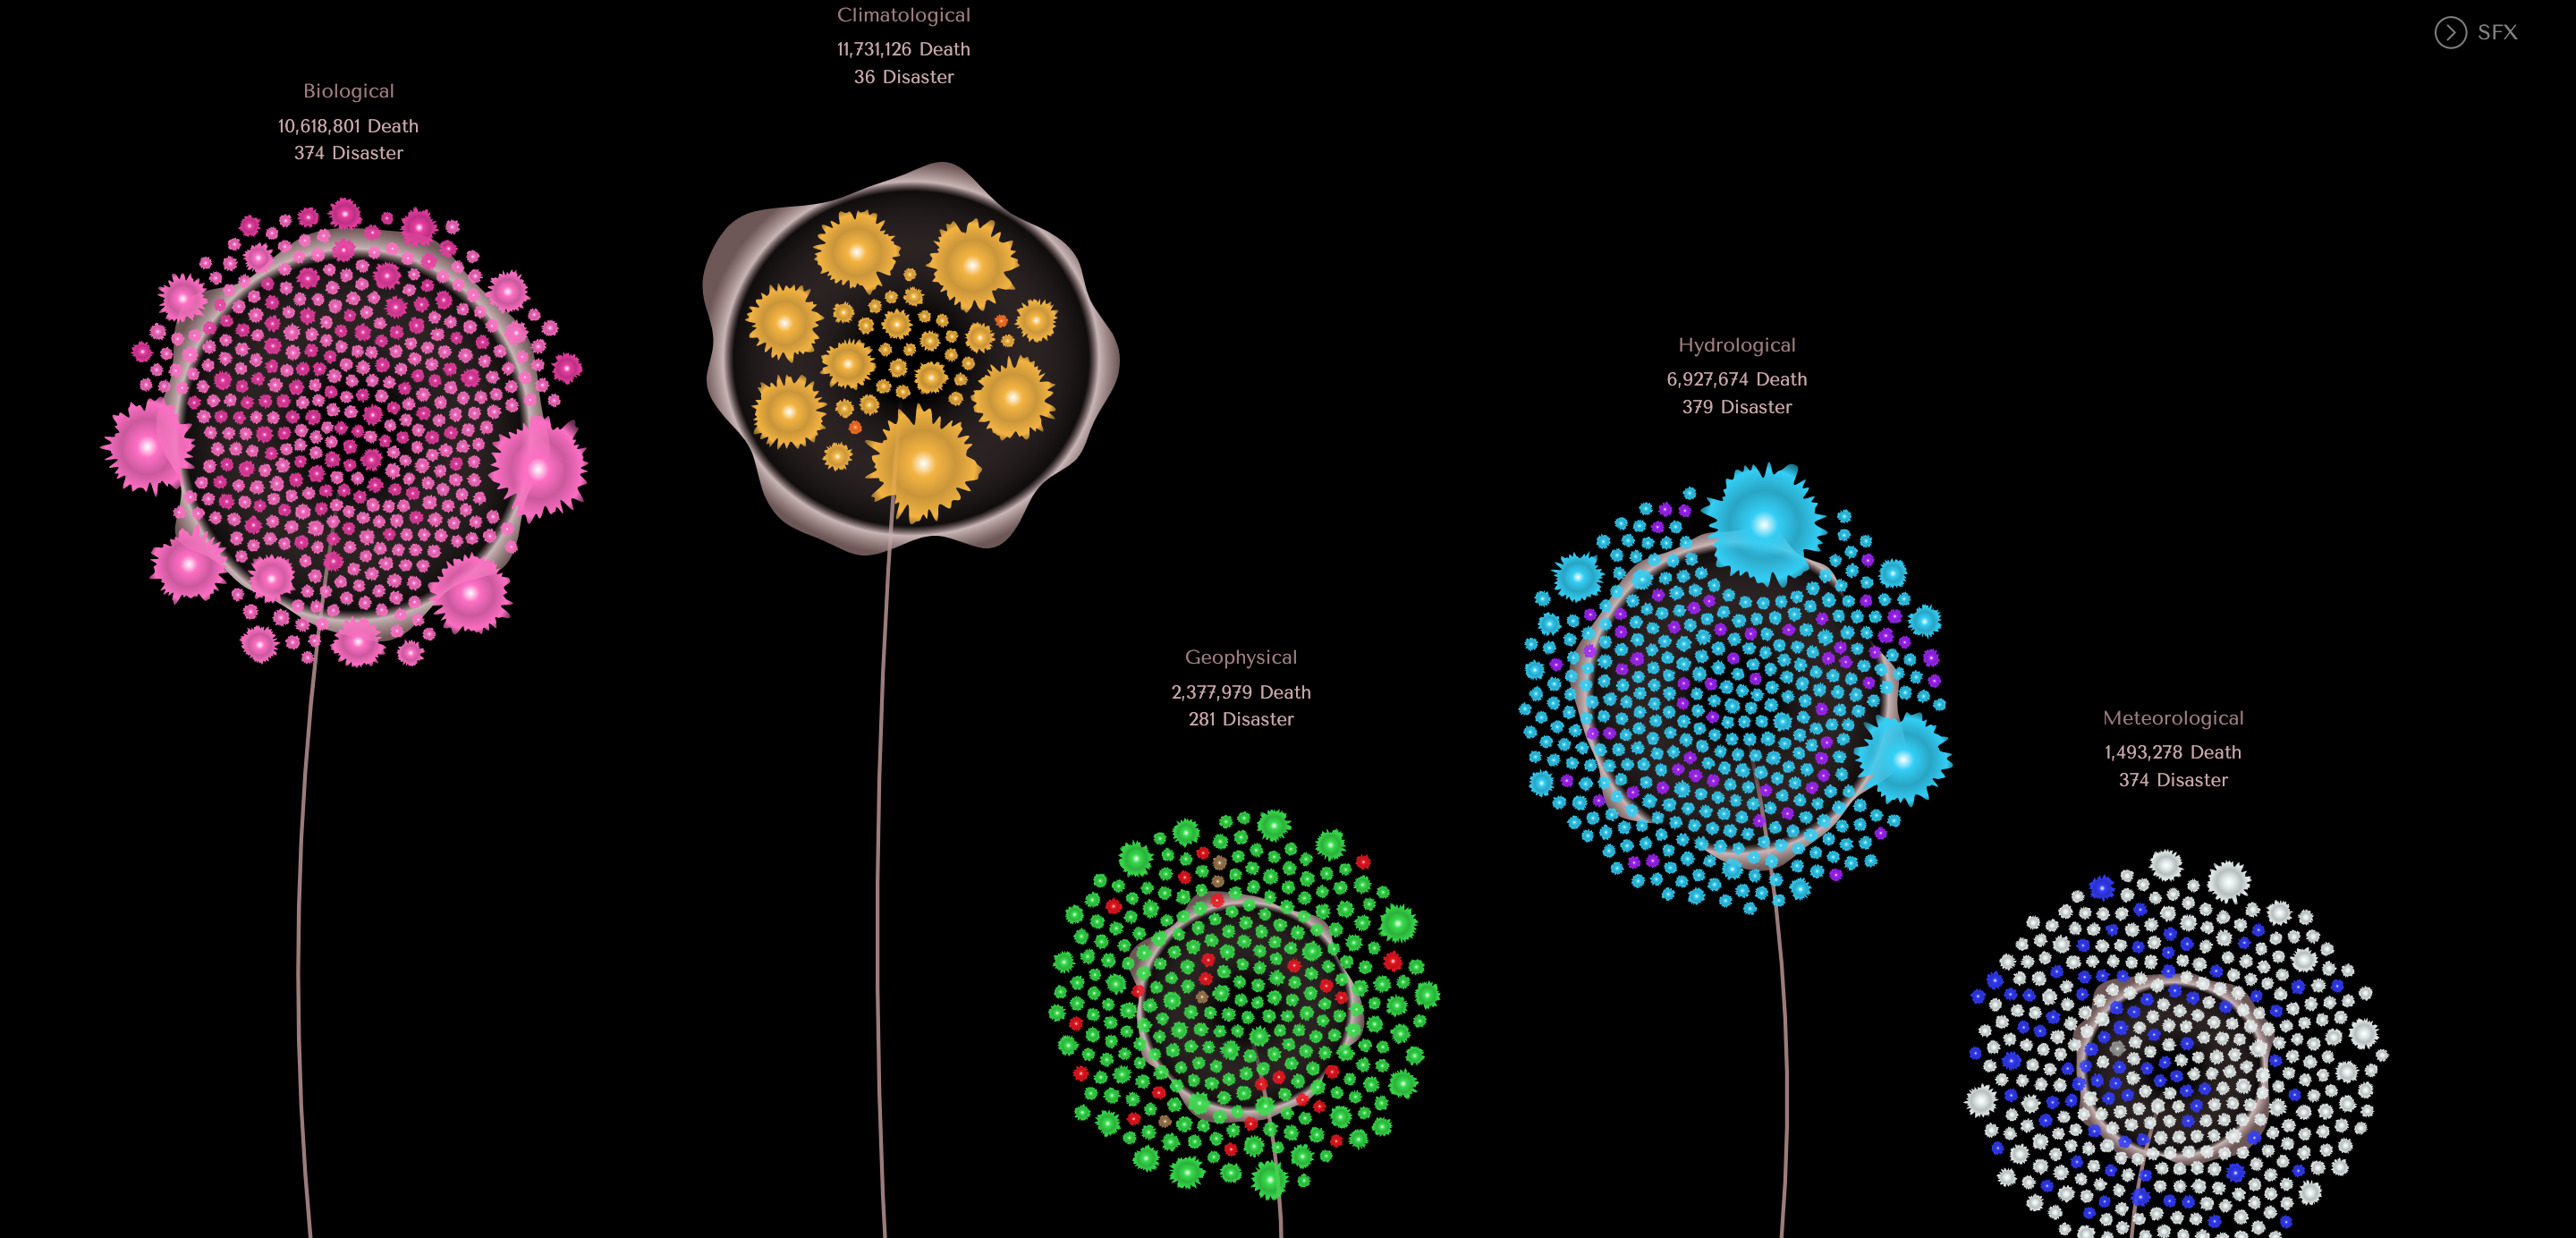 Climatological
11,731,126 Death
36 Disaster
SFX
Biological
10,618,801 Death
374 Disaster
Hydrological
6,927,674 Death
379 Disaster
Geophysical
2,377,979 Death
281 Disaster
Meteorological
1,493,278 Death
374 Disaster